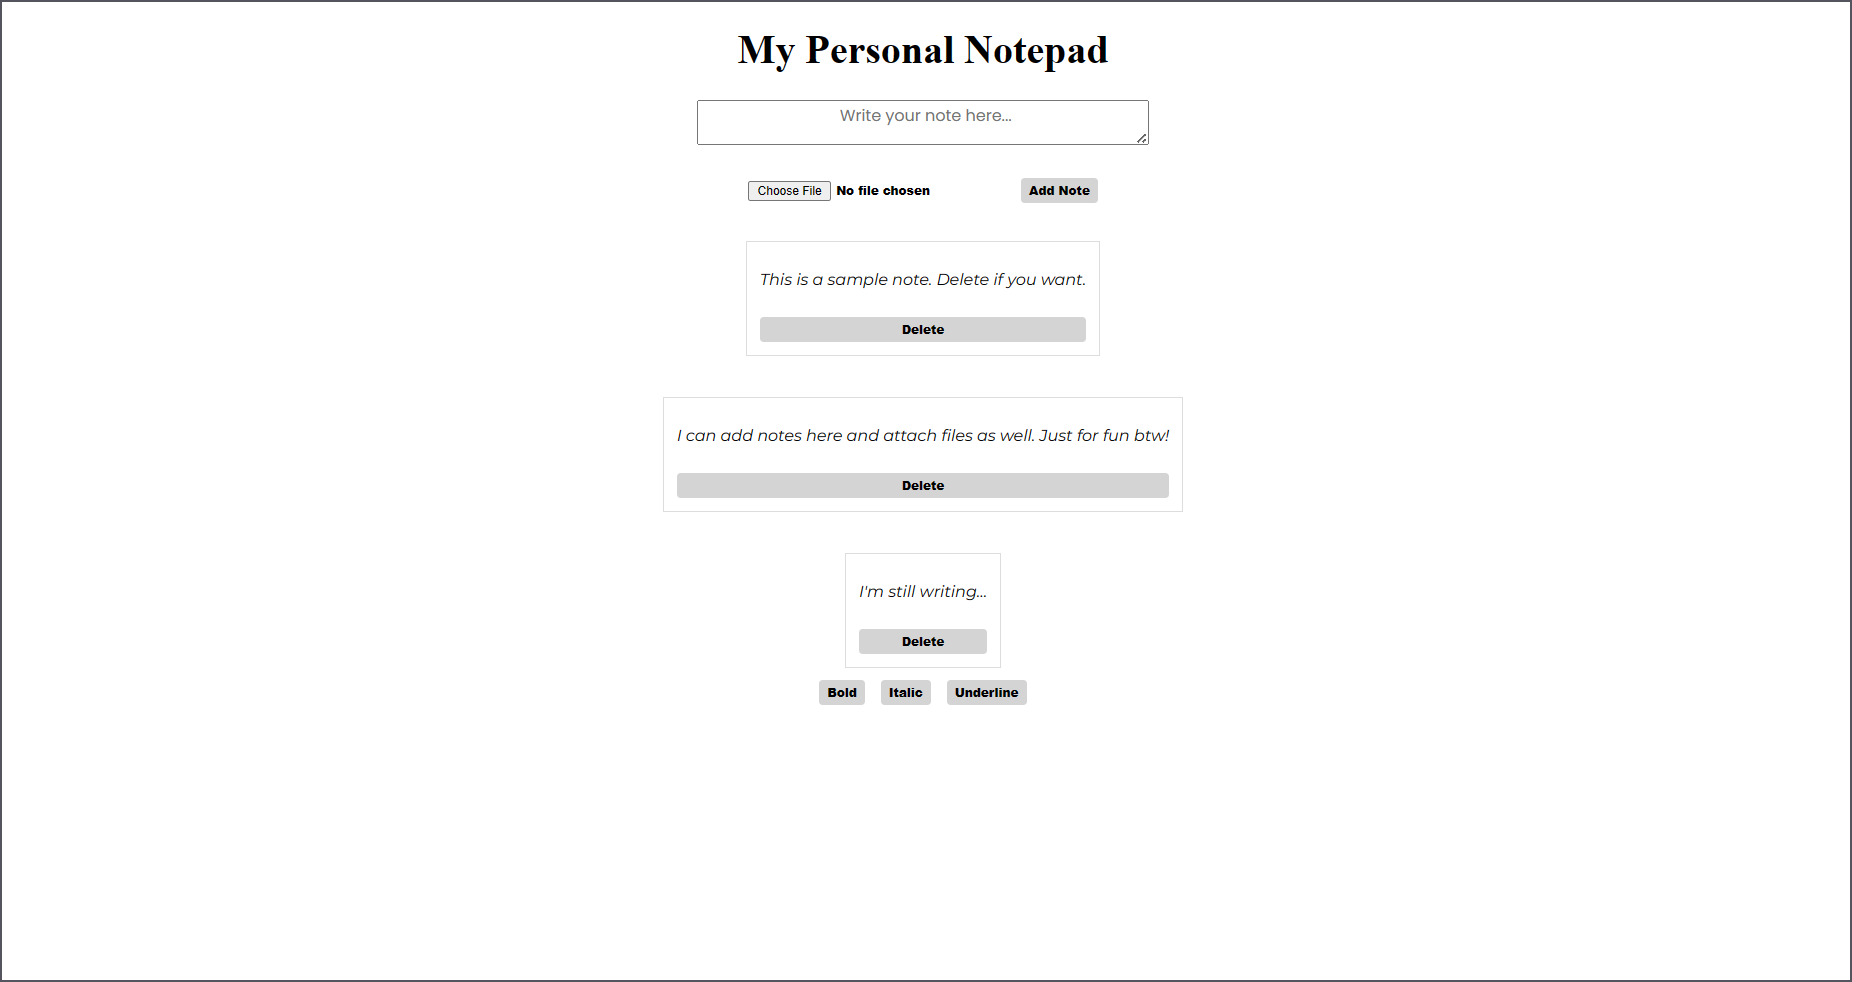 My Personal Notepad
Write your note here...
Choose File No file chosen Add Note
This is a sample note. Delete if you want.
Delete
I can add notes here and attach files as well. Just for fun btw!
Delete
I'm still writing...
Delete
Bold Italic Underline